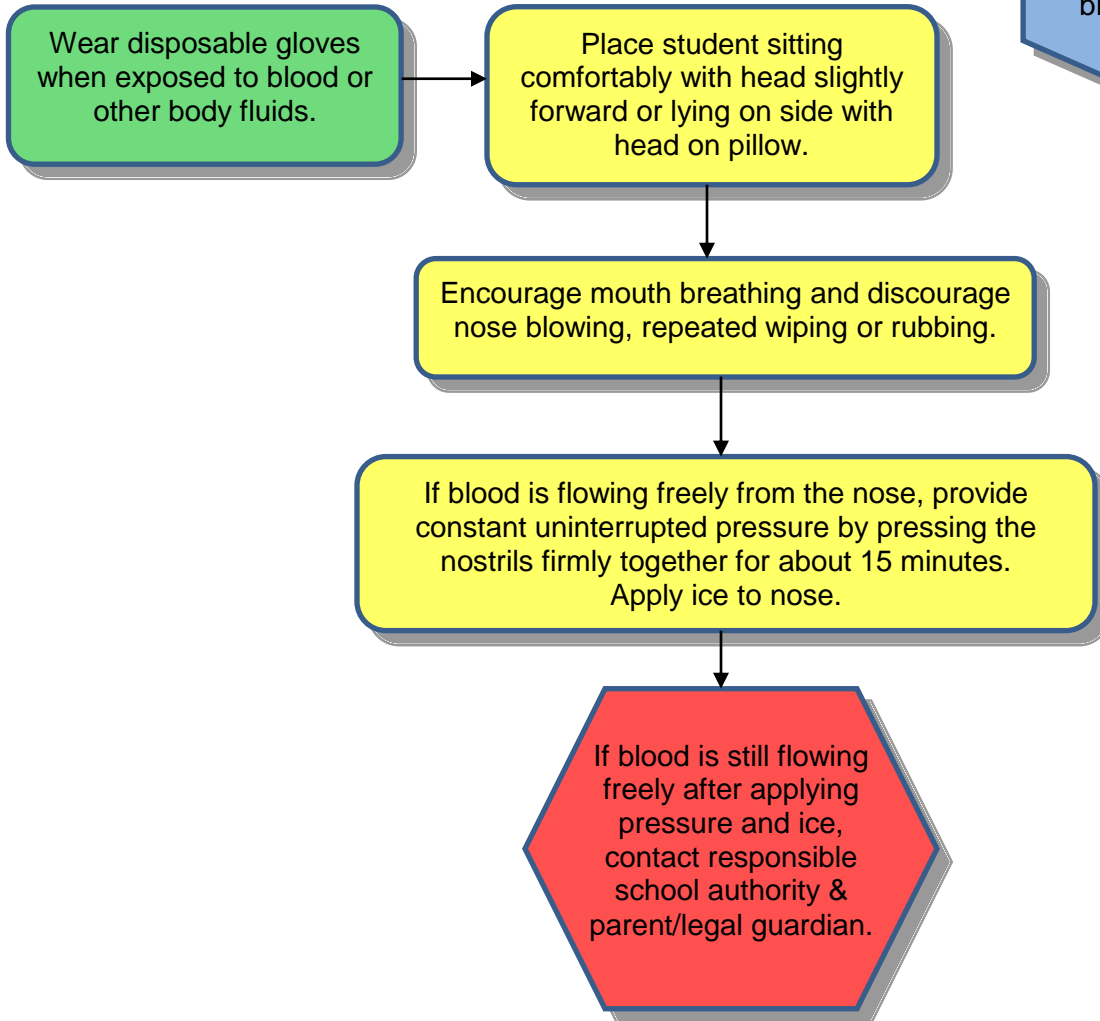 Wear disposable gloves
when exposed to blood or
other body fluids.
Place student sitting
comfortably with head slightly
forward or lying on side with
head on pillow.
Encourage mouth breathing and discourage
nose blowing, repeated wiping or rubbing.
If blood is flowing freely from the nose, provide
constant uninterrupted pressure by pressing the
nostrils firmly together for about 15 minutes.
Apply ice to nose.
If blood is still flowing
freely after applying
pressure and ice,
contact responsible
school authority &
parent/legal guardian.